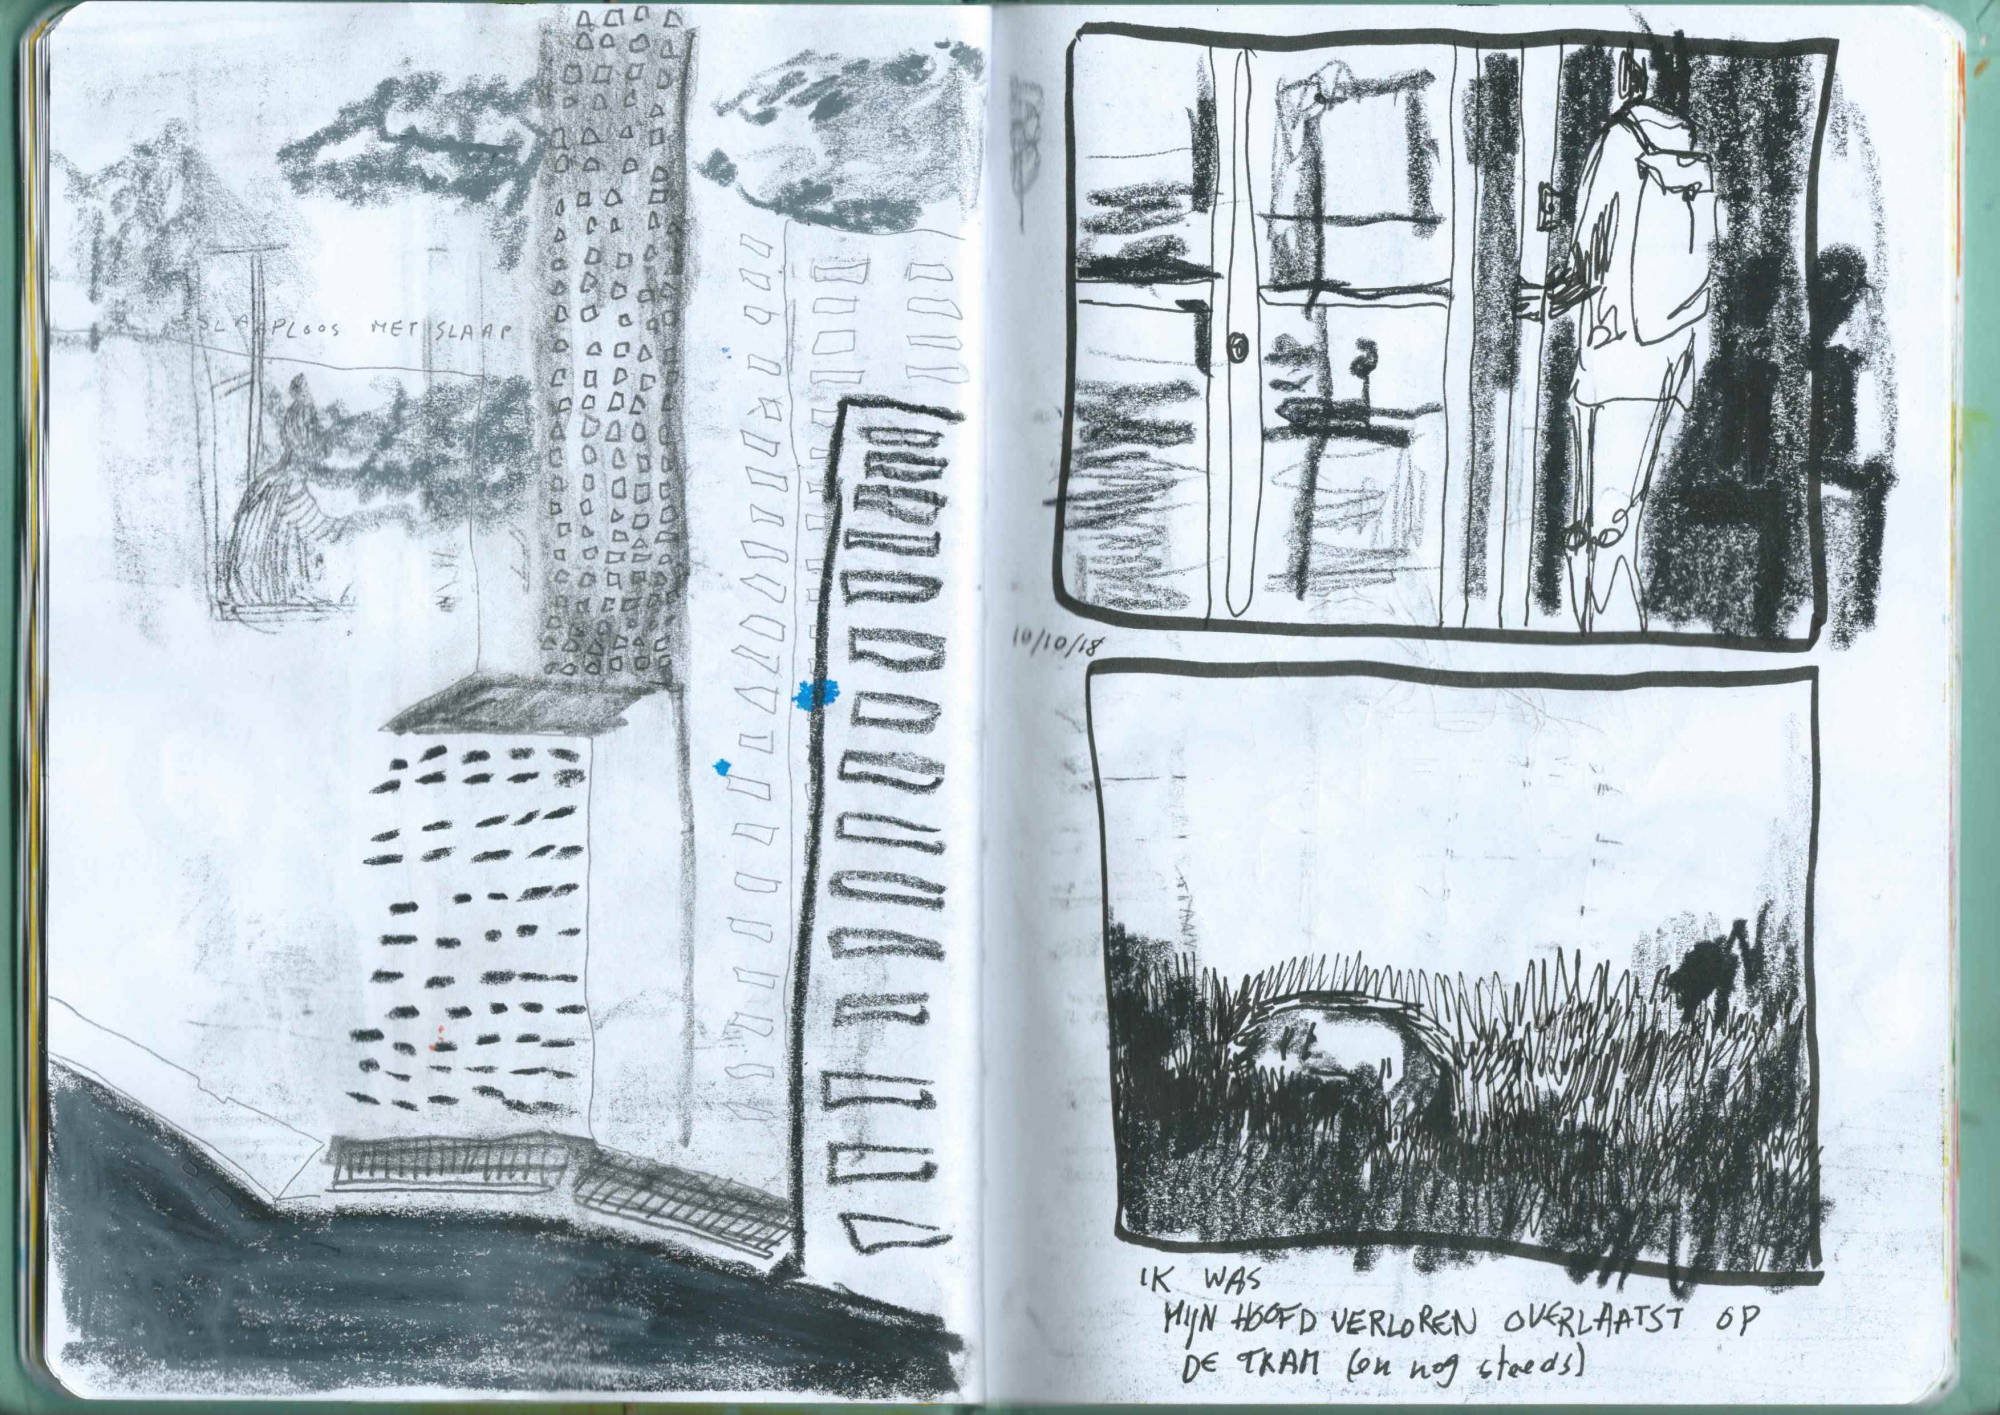 SLAAPLOOS MET SLAAP
10/10/18
IK WAS
MIJN HOOFD VERLOREN OVERLAATST OP
DE TRAM (en nog steeds)